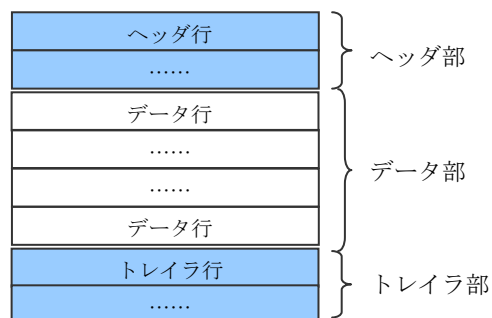 ヘッダ行
……
ヘッダ部
データ行
……
……
データ行
データ部
トレイラ行
……
トレイラ部